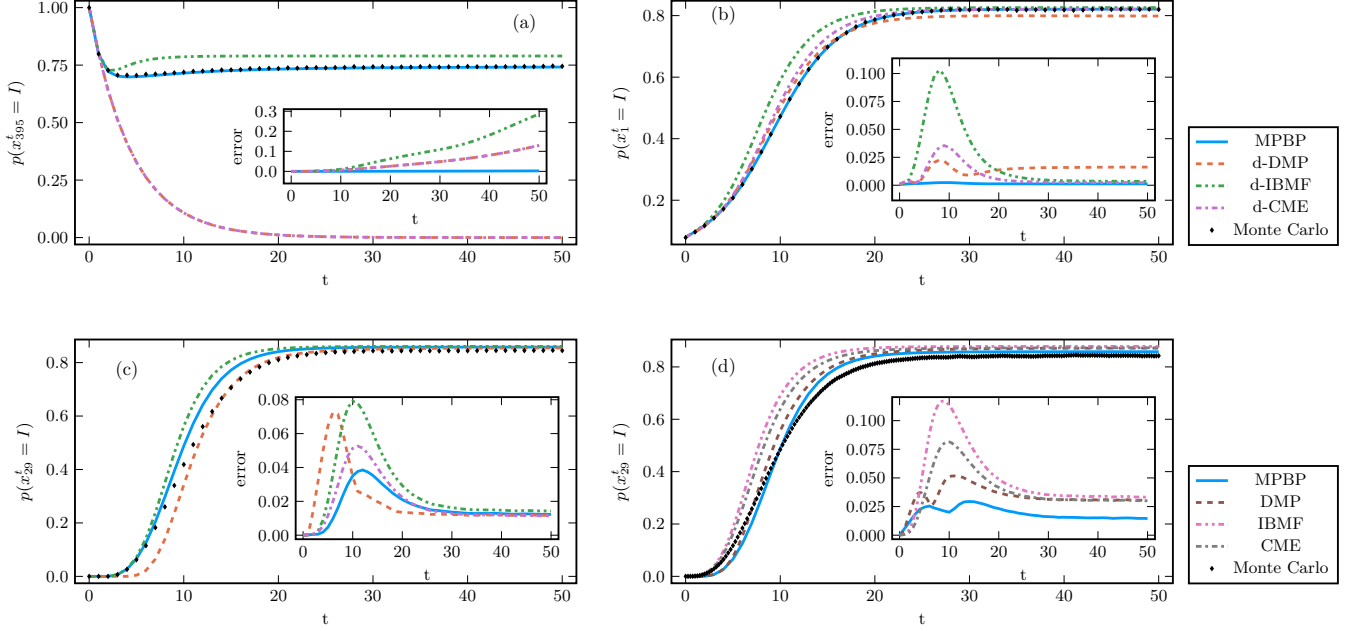 (a)
p(x^t_395 = I)
1.00
0.75
0.50
0.25
0.00
0 10 20 30 40 50
t
error
0.3
0.2
0.1
0.0
0 10 20 30 40 50
t
(b)
p(x^t_1 = I)
0.8
0.6
0.4
0.2
0 10 20 30 40 50
t
error
0.100
0.075
0.050
0.025
0.000
0 10 20 30 40 50
t
MPBP
d-DMP
d-IBMF
d-CME
Monte Carlo
(c)
p(x^t_29 = I)
0.8
0.6
0.4
0.2
0.0
0 10 20 30 40 50
t
error
0.08
0.06
0.04
0.02
0.00
0 10 20 30 40 50
t
(d)
p(x^t_29 = I)
0.8
0.6
0.4
0.2
0.0
0 10 20 30 40 50
t
error
0.100
0.075
0.050
0.025
0.000
0 10 20 30 40 50
t
MPBP
DMP
IBMF
CME
Monte Carlo